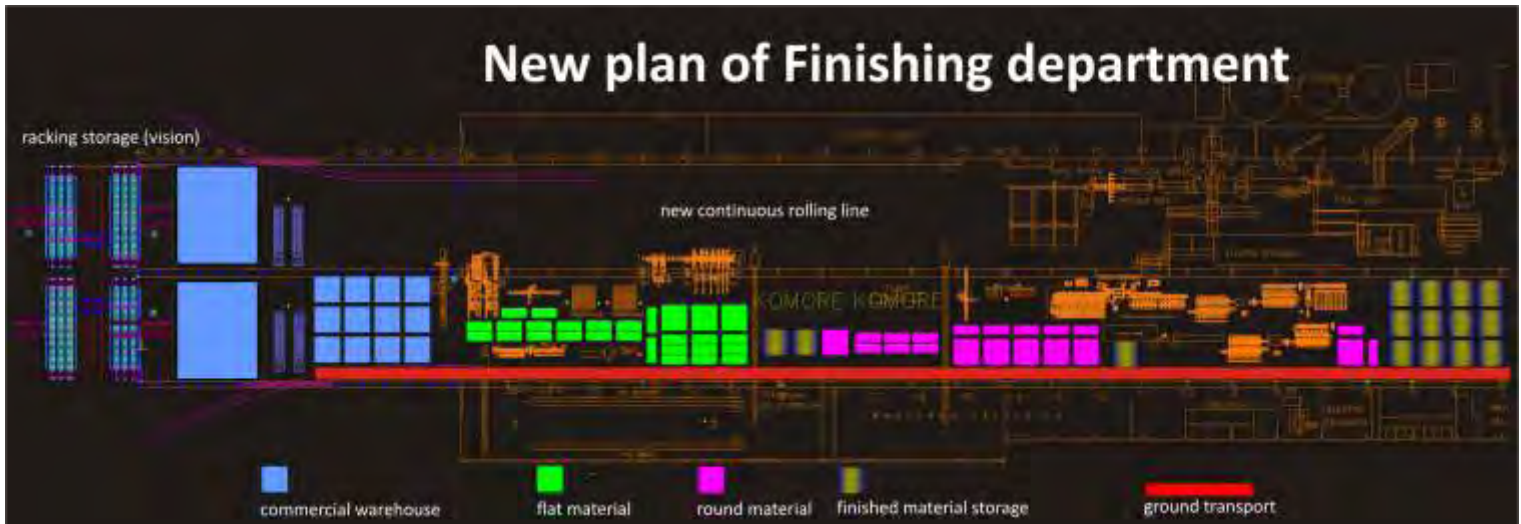 New plan of Finishing department
racking storage (vision)
new continuous rolling line
KOMORE KOMORE
commercial warehouse
flat material
round material
finished material storage
ground transport